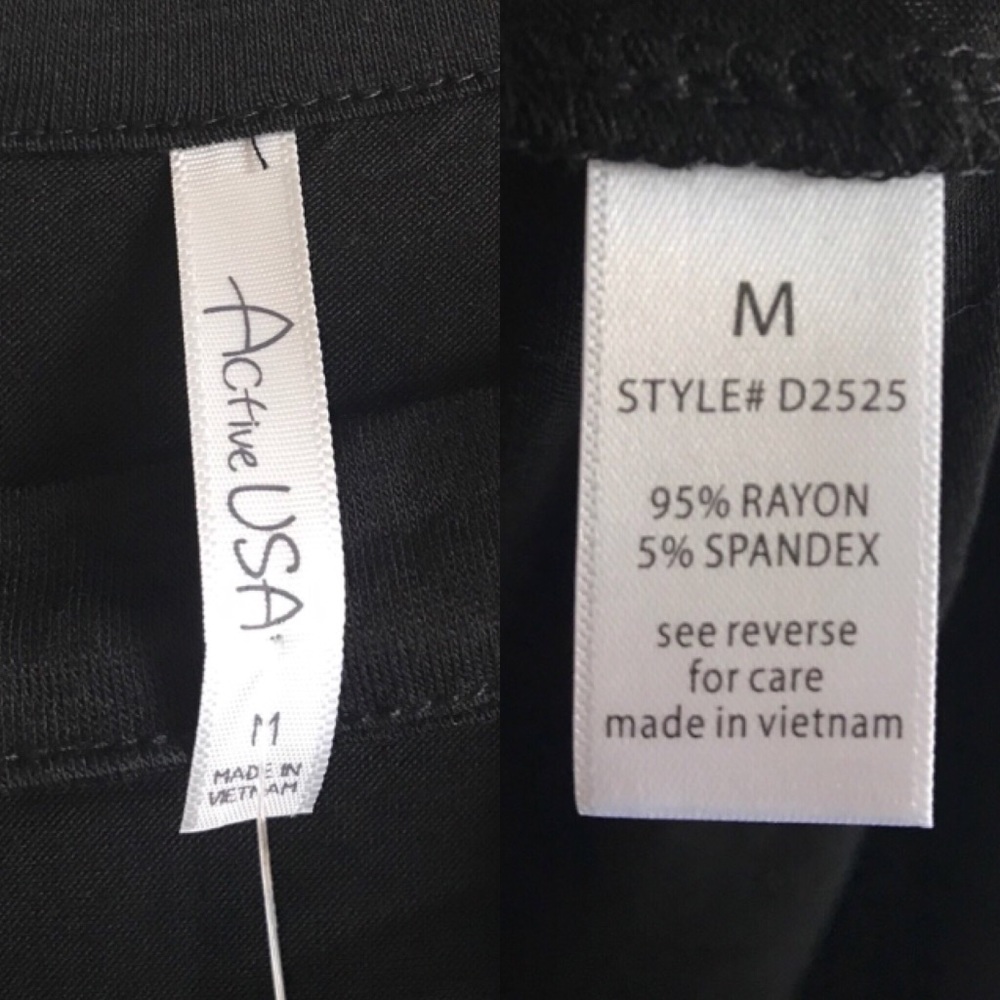 Active USA
M
MADE IN
VIETNAM
M
STYLE# D2525
95% RAYON
5% SPANDEX
see reverse
for care
made in vietnam